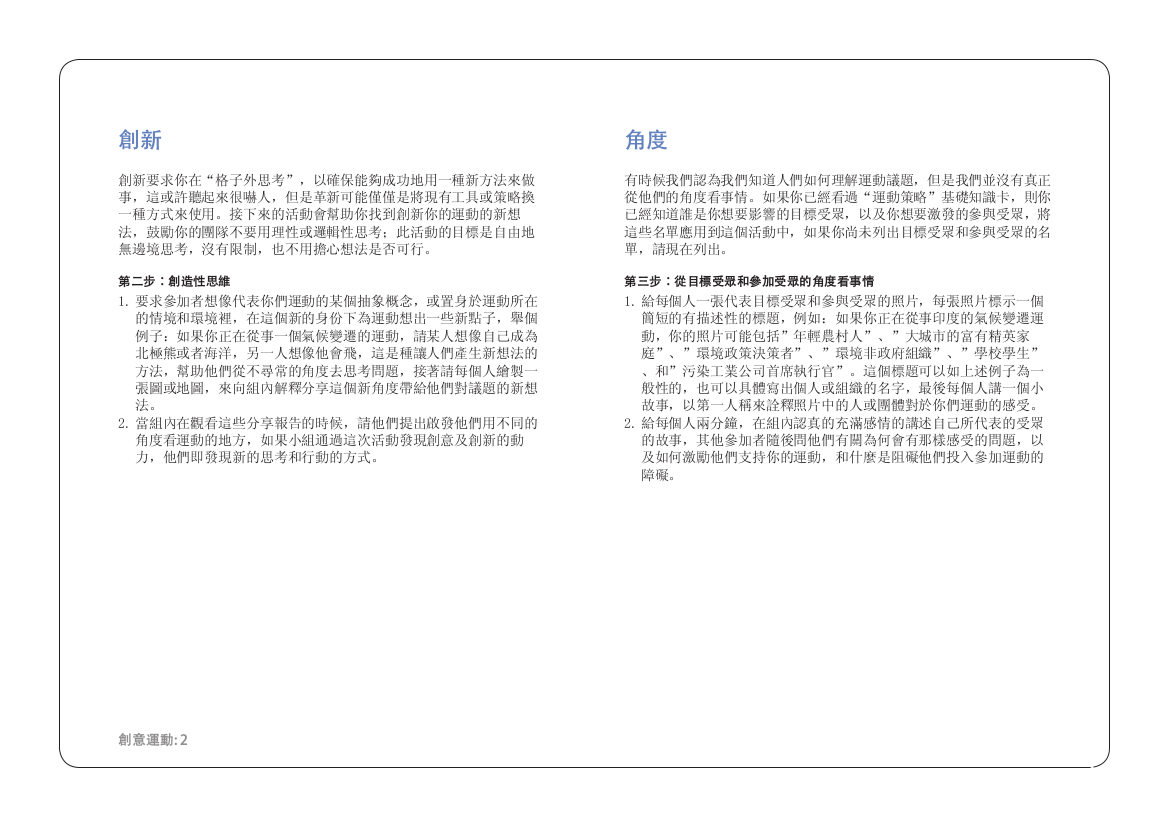 創新
創新要求你在“格子外思考”，以確保能夠成功地用一種新方法來做
事，這或許聽起來很嚇人，但是革新可能僅僅是將現有工具或策略換
一種方式來使用。接下來的活動會幫助你找到創新你的運動的新想
法，鼓勵你的團隊不要用理性或邏輯性思考；此活動的目標是自由地
無邊境思考，沒有限制，也不用擔心想法是否可行。
第二步：創造性思維
1. 要求參加者想像代表你們運動的某個抽象概念，或置身於運動所在
的情境和環境裡，在這個新的身份下為運動想出一些新點子，舉個
例子：如果你正在從事一個氣候變遷的運動，請某人想像自己成為
北極熊或者海洋，另一人想像他會飛，這是種讓人們產生新想法的
方法，幫助他們從不尋常的角度去思考問題，接著請每個人繪製一
張圖或地圖，來向組內解釋分享這個新角度帶給他們對議題的新想
法。
2. 當組內在觀看這些分享報告的時候，請他們提出啟發他們用不同的
角度看運動的地方，如果小組通過這次活動發現創意及創新的動
力，他們即發現新的思考和行動的方式。
角度
有時候我們認為我們知道人們如何理解運動議題，但是我們並沒有真正
從他們的角度看事情。如果你已經看過“運動策略”基礎知識卡，則你
已經知道誰是你想要影響的目標受眾，以及你想要激發的參與受眾，將
這些名單應用到這個活動中，如果你尚未列出目標受眾和參與受眾的名
單，請現在列出。
第三步：從目標受眾和參加受眾的角度看事情
1. 給每個人一張代表目標受眾和參與受眾的照片，每張照片標示一個
簡短的有描述性的標題，例如：如果你正在從事印度的氣候變遷運
動，你的照片可能包括”年輕農村人”、”大城市的富有精英家
庭”、”環境政策決策者”、”環境非政府組織”、”學校學生”
、和”污染工業公司首席執行官”。這個標題可以如上述例子為一
般性的，也可以具體寫出個人或組織的名字，最後每個人講一個小
故事，以第一人稱來詮釋照片中的人或團體對於你們運動的感受。
2. 給每個人兩分鐘，在組內認真的充滿感情的講述自己所代表的受眾
的故事，其他參加者隨後問他們有關為何會有那樣感受的問題，以
及如何激勵他們支持你的運動，和什麼是阻礙他們投入參加運動的
障礙。
創意運動: 2